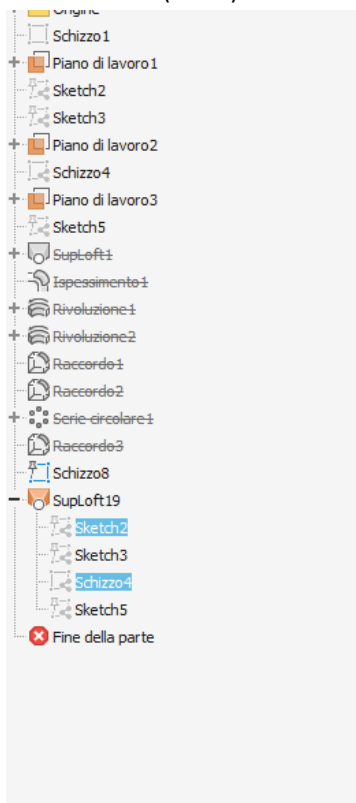 Origine
Schizzo1
Piano di lavoro1
Sketch2
Sketch3
Piano di lavoro2
Schizzo4
Piano di lavoro3
Sketch5
SupLoft1
Ispessimento1
Rivoluzione1
Rivoluzione2
Raccordo1
Raccordo2
Serie circolare1
Raccordo3
Schizzo8
SupLoft19
Sketch2
Sketch3
Schizzo4
Sketch5
Fine della parte